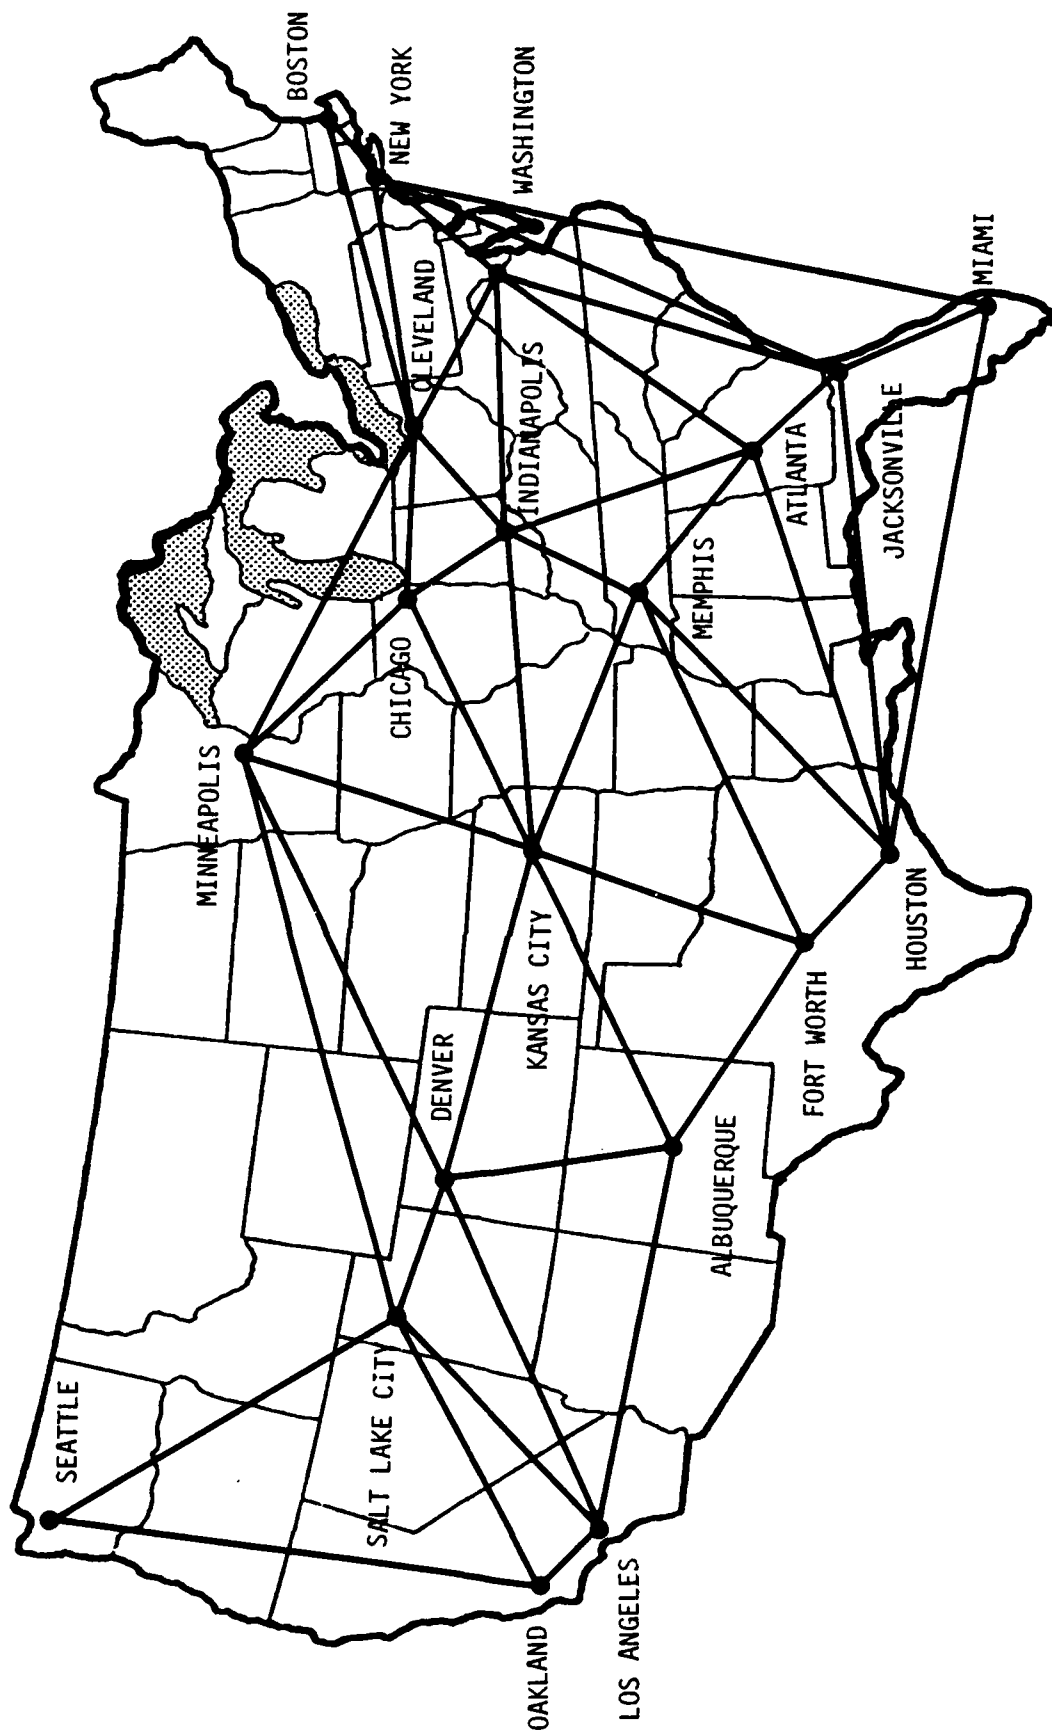 SEATTLE
MINNEAPOLIS
BOSTON
NEW YORK
CLEVELAND
CHICAGO
SALT LAKE CITY
DENVER
WASHINGTON
INDIANAPOLIS
OAKLAND
KANSAS CITY
LOS ANGELES
MEMPHIS
ALBUQUERQUE
ATLANTA
FORT WORTH
JACKSONVILLE
HOUSTON
MIAMI